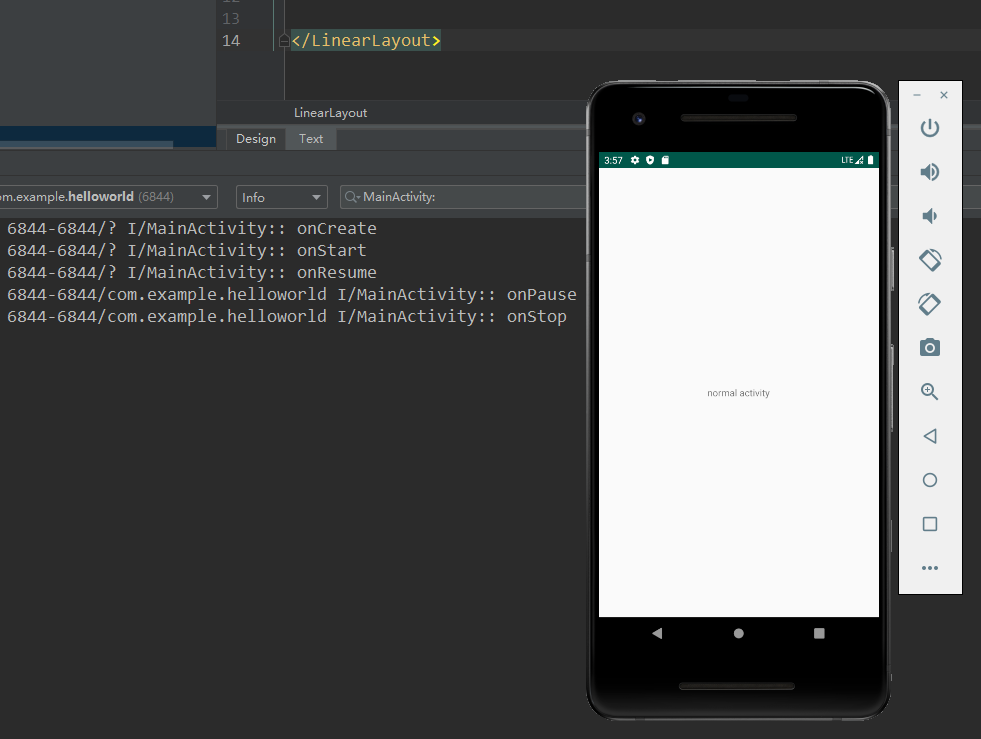 12
13
14 </LinearLayout>
LinearLayout
Design Text
om.example.helloworld (6844) Info MainActivity:
6844-6844/? I/MainActivity:: onCreate
6844-6844/? I/MainActivity:: onStart
6844-6844/? I/MainActivity:: onResume
6844-6844/com.example.helloworld I/MainActivity:: onPause
6844-6844/com.example.helloworld I/MainActivity:: onStop
3:57 LTE
normal activity